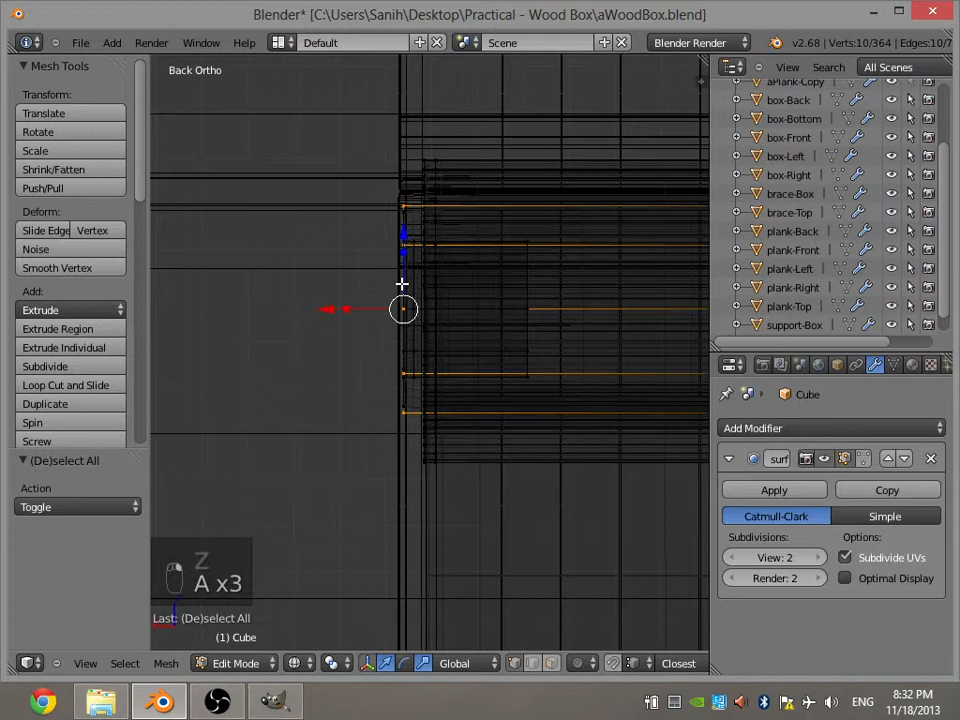 Blender* [C:\Users\Sanih\Desktop\Practical - Wood Box\aWoodBox.blend]
File Add Render Window Help Default Scene Blender Render v2.68 | Verts:10/364 | Edges:10/7
Mesh Tools
Transform:
Translate
Rotate
Scale
Shrink/Fatten
Push/Pull
Deform:
Slide Edge Vertex
Noise
Smooth Vertex
Add:
Extrude
Extrude Region
Extrude Individual
Subdivide
Loop Cut and Slide
Duplicate
Spin
Screw
(De)select All
Action
Toggle
Back Ortho
Z
A x3
Last: (De)select All
(1) Cube
View Search All Scenes
aPlank-Copy
box-Back
box-Bottom
box-Front
box-Left
box-Right
brace-Box
brace-Top
plank-Back
plank-Front
plank-Left
plank-Right
plank-Top
support-Box
Cube
Add Modifier
surf
Apply Copy
Catmull-Clark Simple
Subdivisions: Options:
View: 2 Subdivide UVs
Render: 2 Optimal Display
View Select Mesh Edit Mode Global Closest
ENG
8:32 PM
11/18/2013